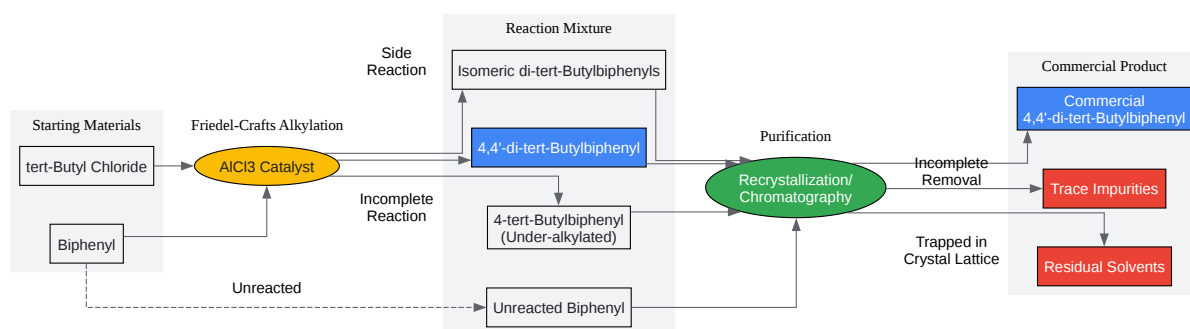 Starting Materials
tert-Butyl Chloride
Biphenyl
Friedel-Crafts Alkylation
AlCl3 Catalyst
Side
Reaction
Incomplete
Reaction
Unreacted
Reaction Mixture
Isomeric di-tert-Butylbiphenyls
4,4'-di-tert-Butylbiphenyl
4-tert-Butylbiphenyl
(Under-alkylated)
Unreacted Biphenyl
Purification
Recrystallization/
Chromatography
Incomplete
Removal
Trapped in
Crystal Lattice
Commercial Product
Commercial
4,4'-di-tert-Butylbiphenyl
Trace Impurities
Residual Solvents